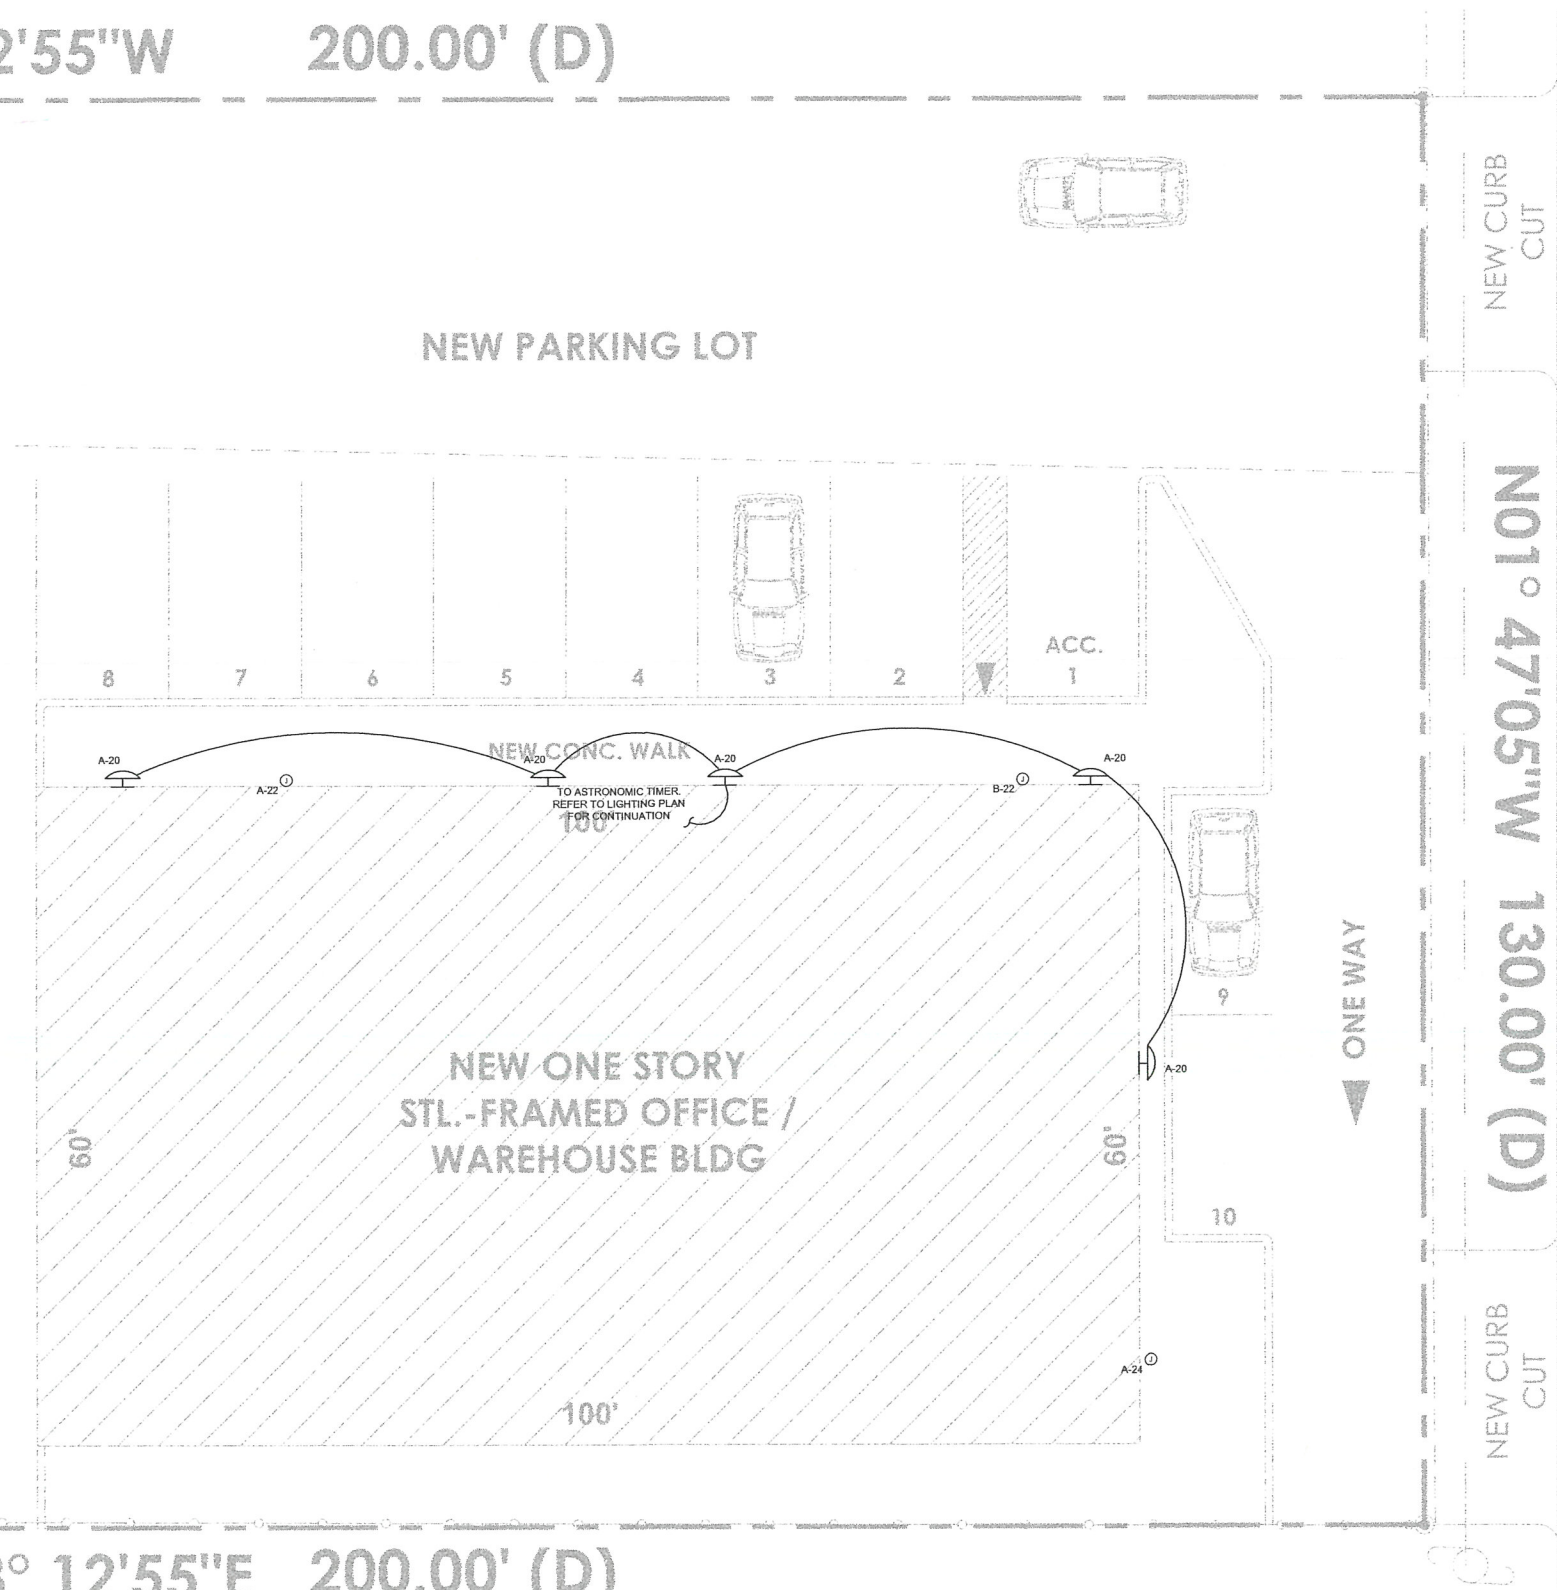 2'55"W 200.00' (D)
NEW CURB
CUT
NEW PARKING LOT
N01° 47'05"W 130.00' (D)
ACC.
8 7 6 5 4 3 2 1
NEW CONC. WALK
A-20
A-20
A-20
A-20
A-22
J
B-22
J
TO ASTRONOMIC TIMER.
REFER TO LIGHTING PLAN
FOR CONTINUATION
100'
9
ONE WAY
A-20
NEW ONE STORY
STL.-FRAMED OFFICE /
WAREHOUSE BLDG
60'
60'
10
A-24
J
100'
NEW CURB
CUT
° 12'55"E 200.00' (D)